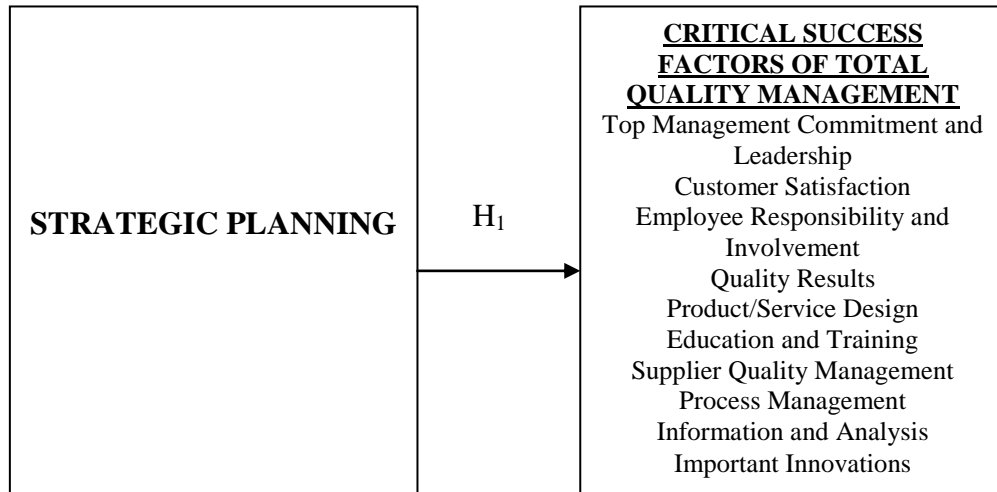 STRATEGIC PLANNING
H₁
CRITICAL SUCCESS
FACTORS OF TOTAL
QUALITY MANAGEMENT
Top Management Commitment and
Leadership
Customer Satisfaction
Employee Responsibility and
Involvement
Quality Results
Product/Service Design
Education and Training
Supplier Quality Management
Process Management
Information and Analysis
Important Innovations